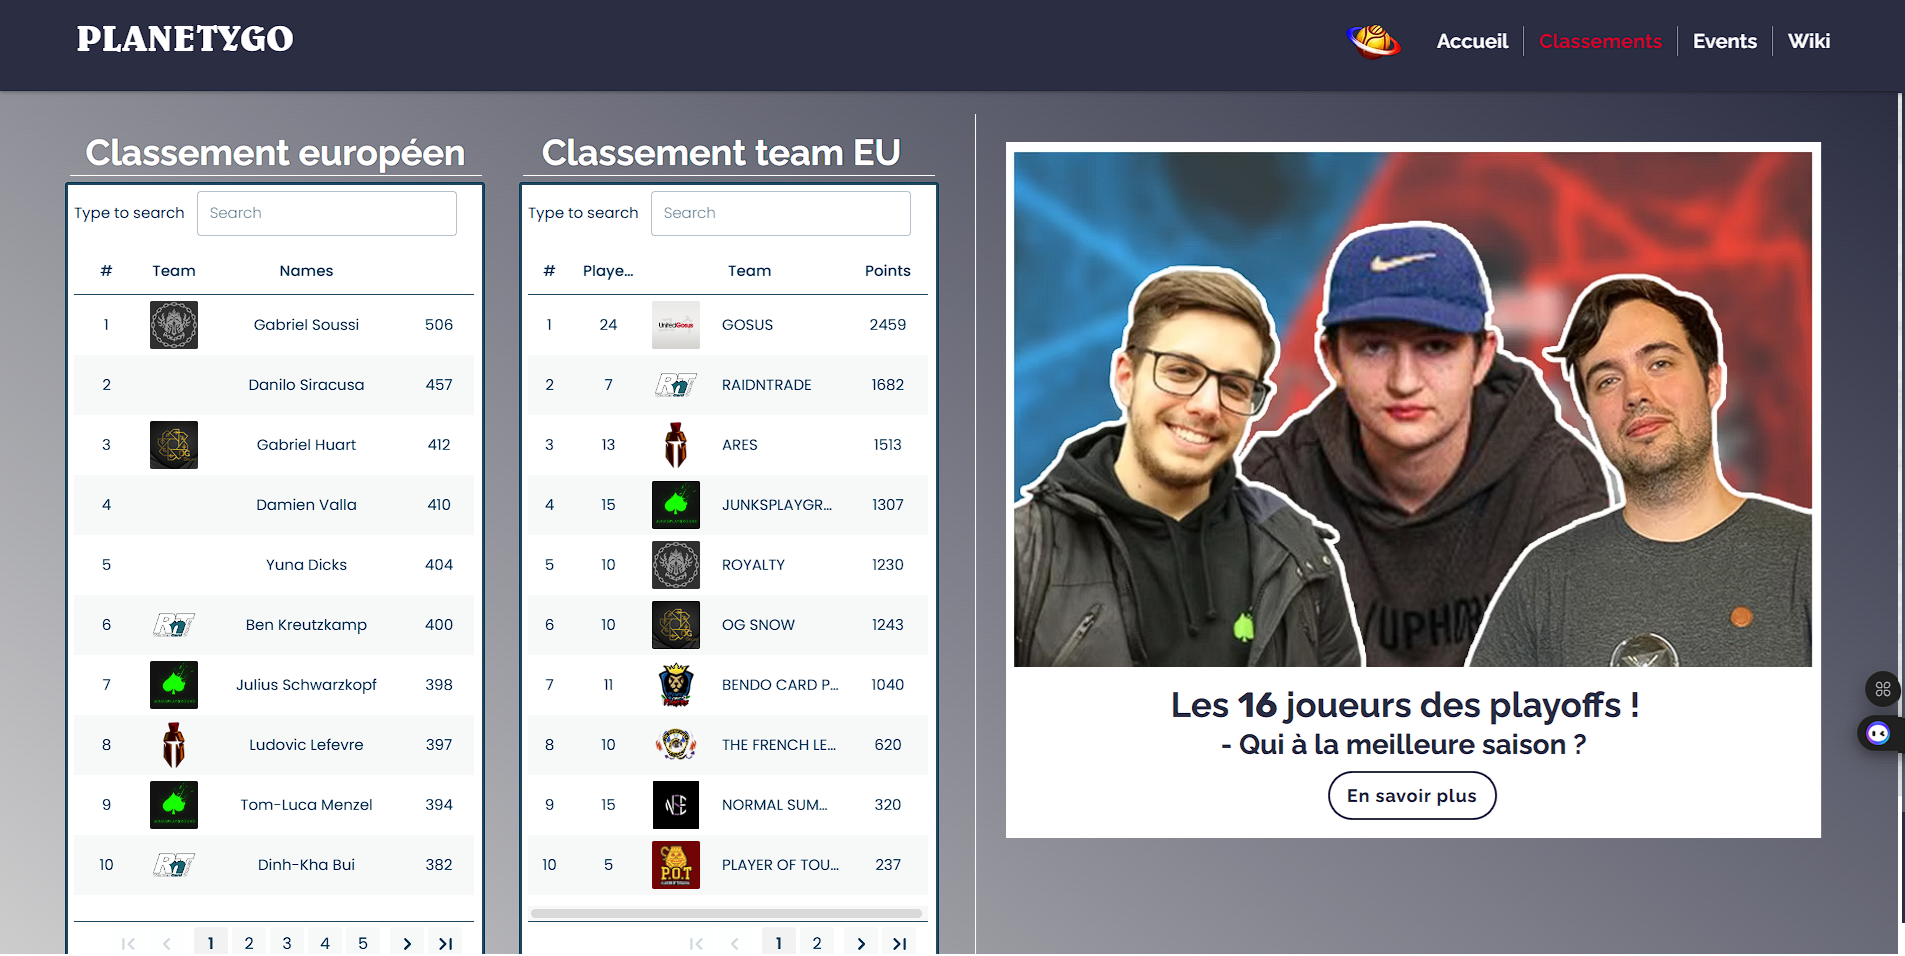 PLANETYGO
Accueil
Classements
Events
Wiki
Classement européen
Type to search
Search
# Team Names
1 Gabriel Soussi 506
2 Danilo Siracusa 457
3 Gabriel Huart 412
4 Damien Valla 410
5 Yuna Dicks 404
6 RT Ben Kreutzkamp 400
7 Julius Schwarzkopf 398
8 Ludovic Lefevre 397
9 Tom-Luca Menzel 394
10 RT Dinh-Kha Bui 382
1 2 3 4 5
Classement team EU
Type to search
Search
# Playe... Team Points
1 24 UnitedGosus GOSUS 2459
2 7 RT RAIDNTRADE 1682
3 13 ARES 1513
4 15 JUNKSPLAYGR... 1307
5 10 ROYALTY 1230
6 10 OG SNOW 1243
7 11 BENDO CARD P... 1040
8 10 THE FRENCH LE... 620
9 15 NSE NORMAL SUM... 320
10 5 P.O.T PLAYER OF TOU... 237
1 2
Les 16 joueurs des playoffs !
- Qui à la meilleure saison ?
En savoir plus